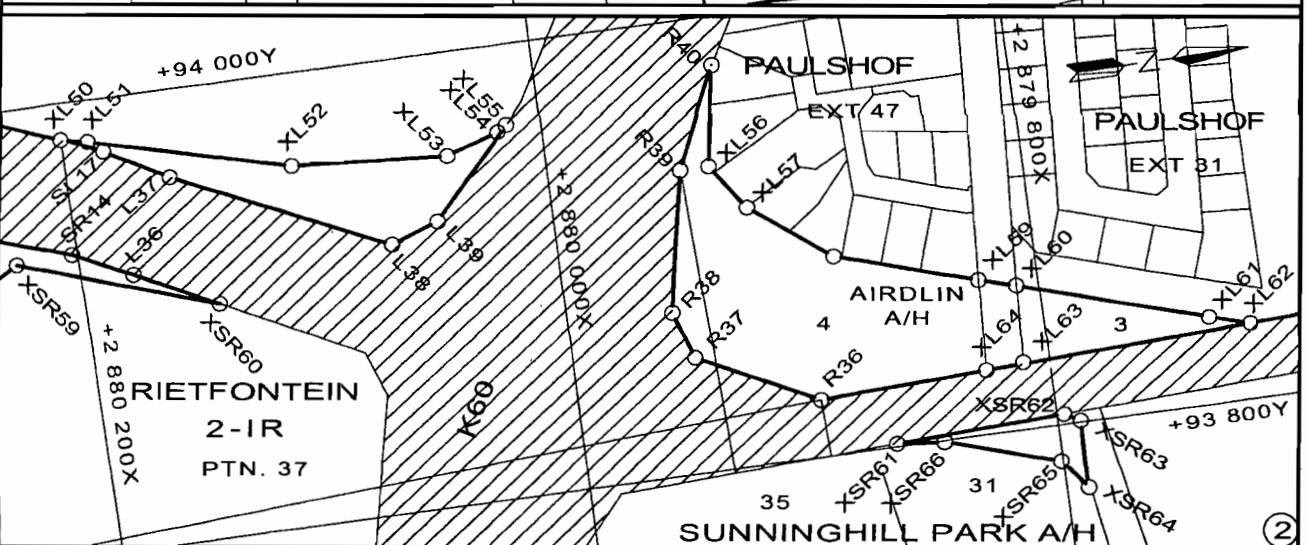 +94 000Y
XL50
XL51
XL52
XL53
XL54
XL55
R40
PAULSHOF
EXT 47
+2 879 800X
N
PAULSHOF
EXT 31
SL17
L37
SR14
L36
L38
L39
R39
XL56
XL57
+2 880 000X
XSR59
XSR60
+2 880 200X
RIETFONTEIN
2-IR
PTN. 37
K60
R38
R37
R36
AIRDLIN
A/H
4
XL59
XL60
XL61
XL62
XL64
XL63
3
XSR62
+93 800Y
XSR63
XSR61
XSR66
XSR65
XSR64
35
31
SUNNINGHILL PARK A/H
2